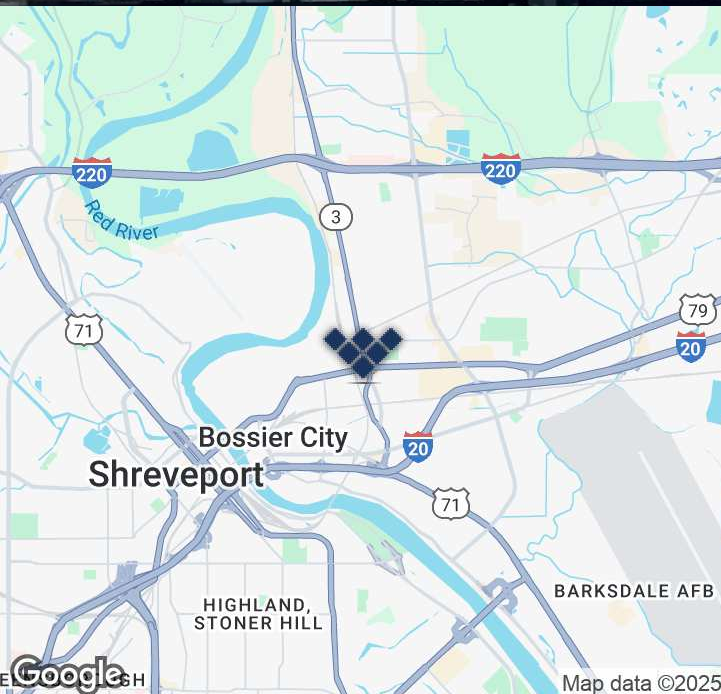 220
220
Red River
3
79
71
20
Bossier City
20
Shreveport
71
BARKSDALE AFB
HIGHLAND,
STONER HILL
Google
Map data ©2025